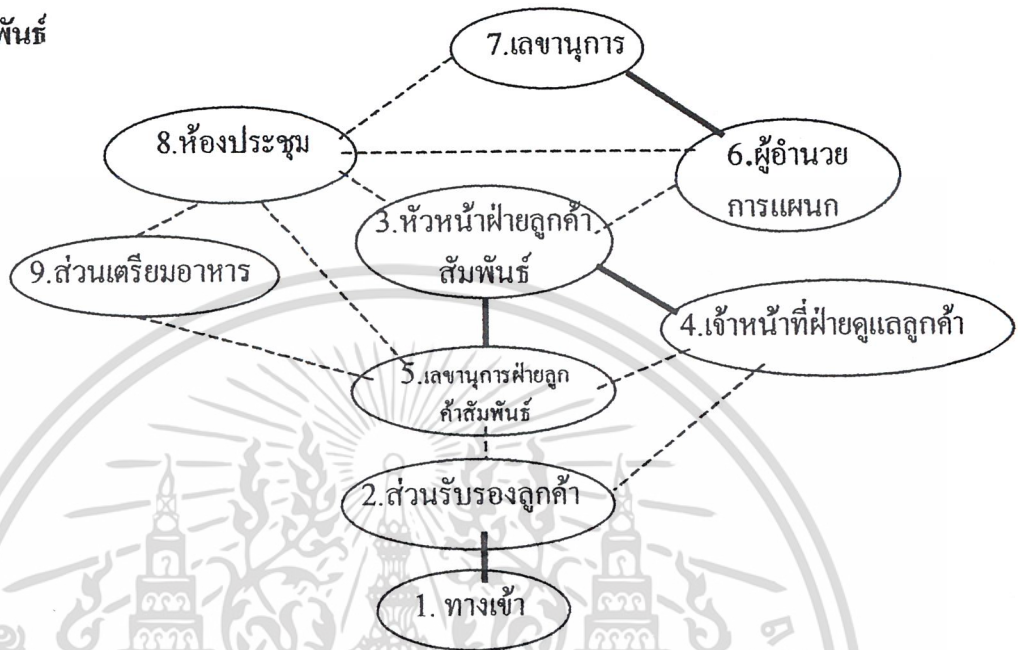 พันธ์
7.เลขานุการ
8.ห้องประชุม
6.ผู้อำนวย
การแผนก
3.หัวหน้าฝ่ายลูกค้า
สัมพันธ์
9.ส่วนเตรียมอาหาร
4.เจ้าหน้าที่ฝ่ายดูแลลูกค้า
5.เลขานุการฝ่ายลูก
ค้าสัมพันธ์
2.ส่วนรับรองลูกค้า
1. ทางเข้า